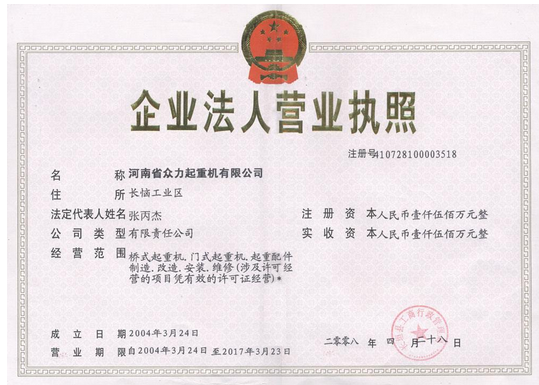 企业法人营业执照
注册号410728100003518
名 称 河南省众力起重机有限公司
住 所 长恼工业区
法定代表人姓名 张丙杰
注 册 资 本 人民币壹仟伍佰万元整
公 司 类 型 有限责任公司
实 收 资 本 人民币壹仟伍佰万元整
经 营 范 围 桥式起重机、门式起重机、起重配件
制造、改造、安装、维修(涉及许可经
营的项目凭有效的许可证经营)*
成 立 日 期 2004年3月24日
营 业 期 限 自2004年3月24日至2017年3月23日
二〇〇八 年 四 月 二十八 日